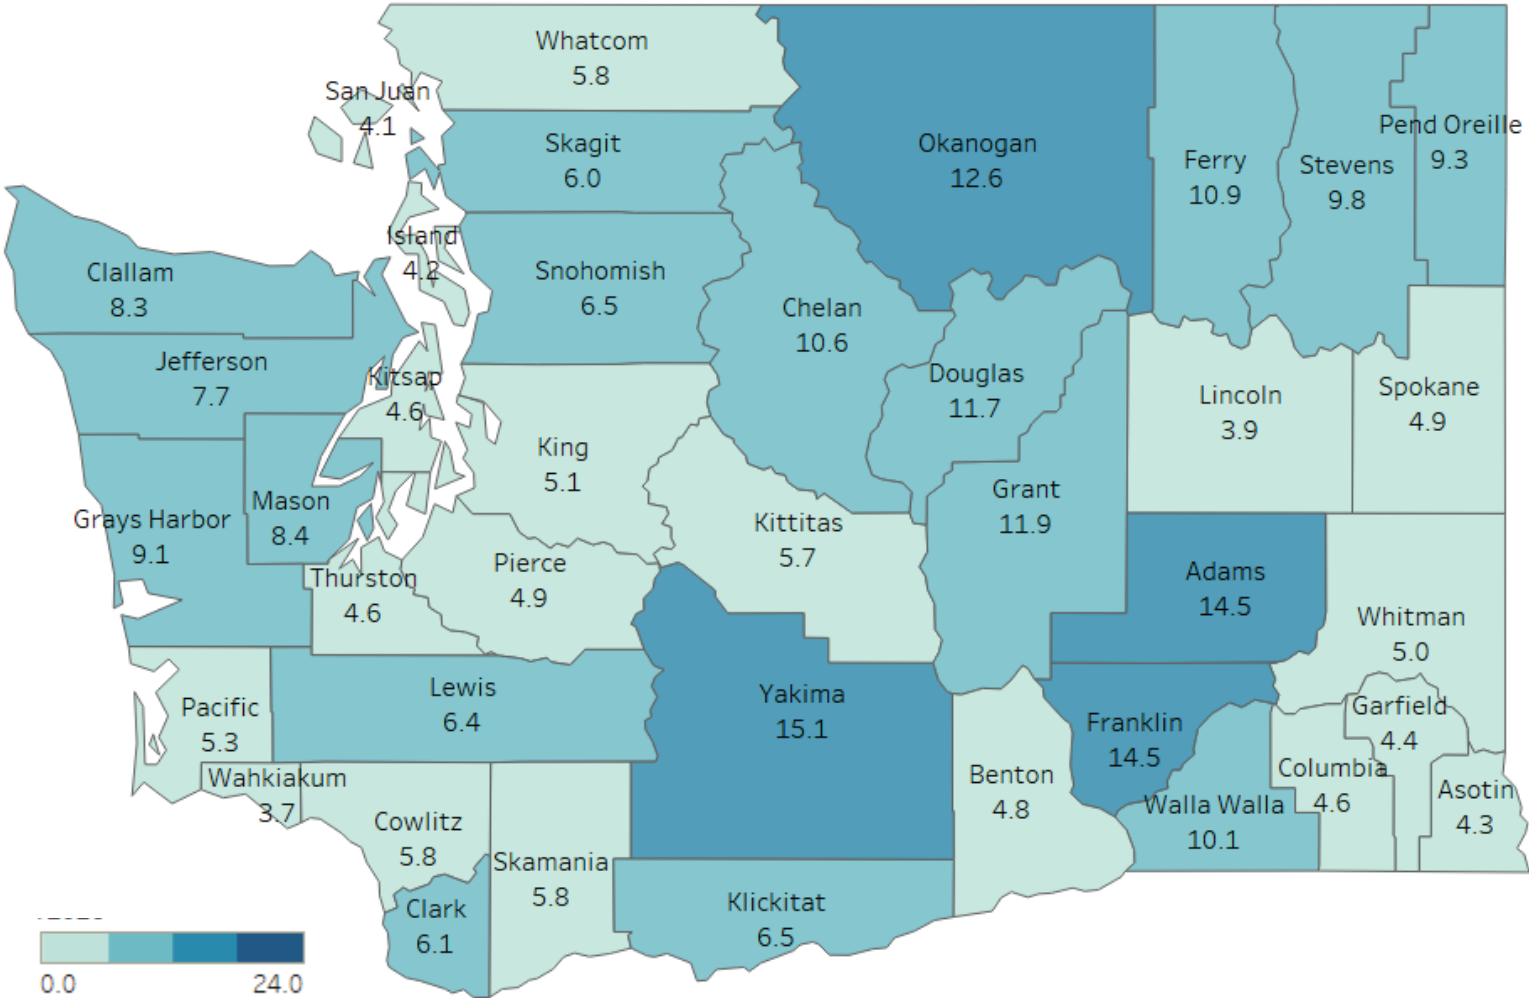 Whatcom
5.8
San Juan
4.1
Skagit
6.0
Okanogan
12.6
Ferry
10.9
Stevens
9.8
Pend Oreille
9.3
Island
4.2
Clallam
8.3
Snohomish
6.5
Chelan
10.6
Jefferson
7.7
Kitsap
4.6
Douglas
11.7
Lincoln
3.9
Spokane
4.9
King
5.1
Grant
11.9
Mason
8.4
Grays Harbor
9.1
Kittitas
5.7
Pierce
4.9
Thurston
4.6
Adams
14.5
Whitman
5.0
Lewis
6.4
Yakima
15.1
Pacific
5.3
Franklin
14.5
Garfield
4.4
Wahkiakum
3.7
Benton
4.8
Columbia
4.6
Asotin
4.3
Walla Walla
10.1
Cowlitz
5.8
Skamania
5.8
Clark
6.1
Klickitat
6.5
0.0
24.0